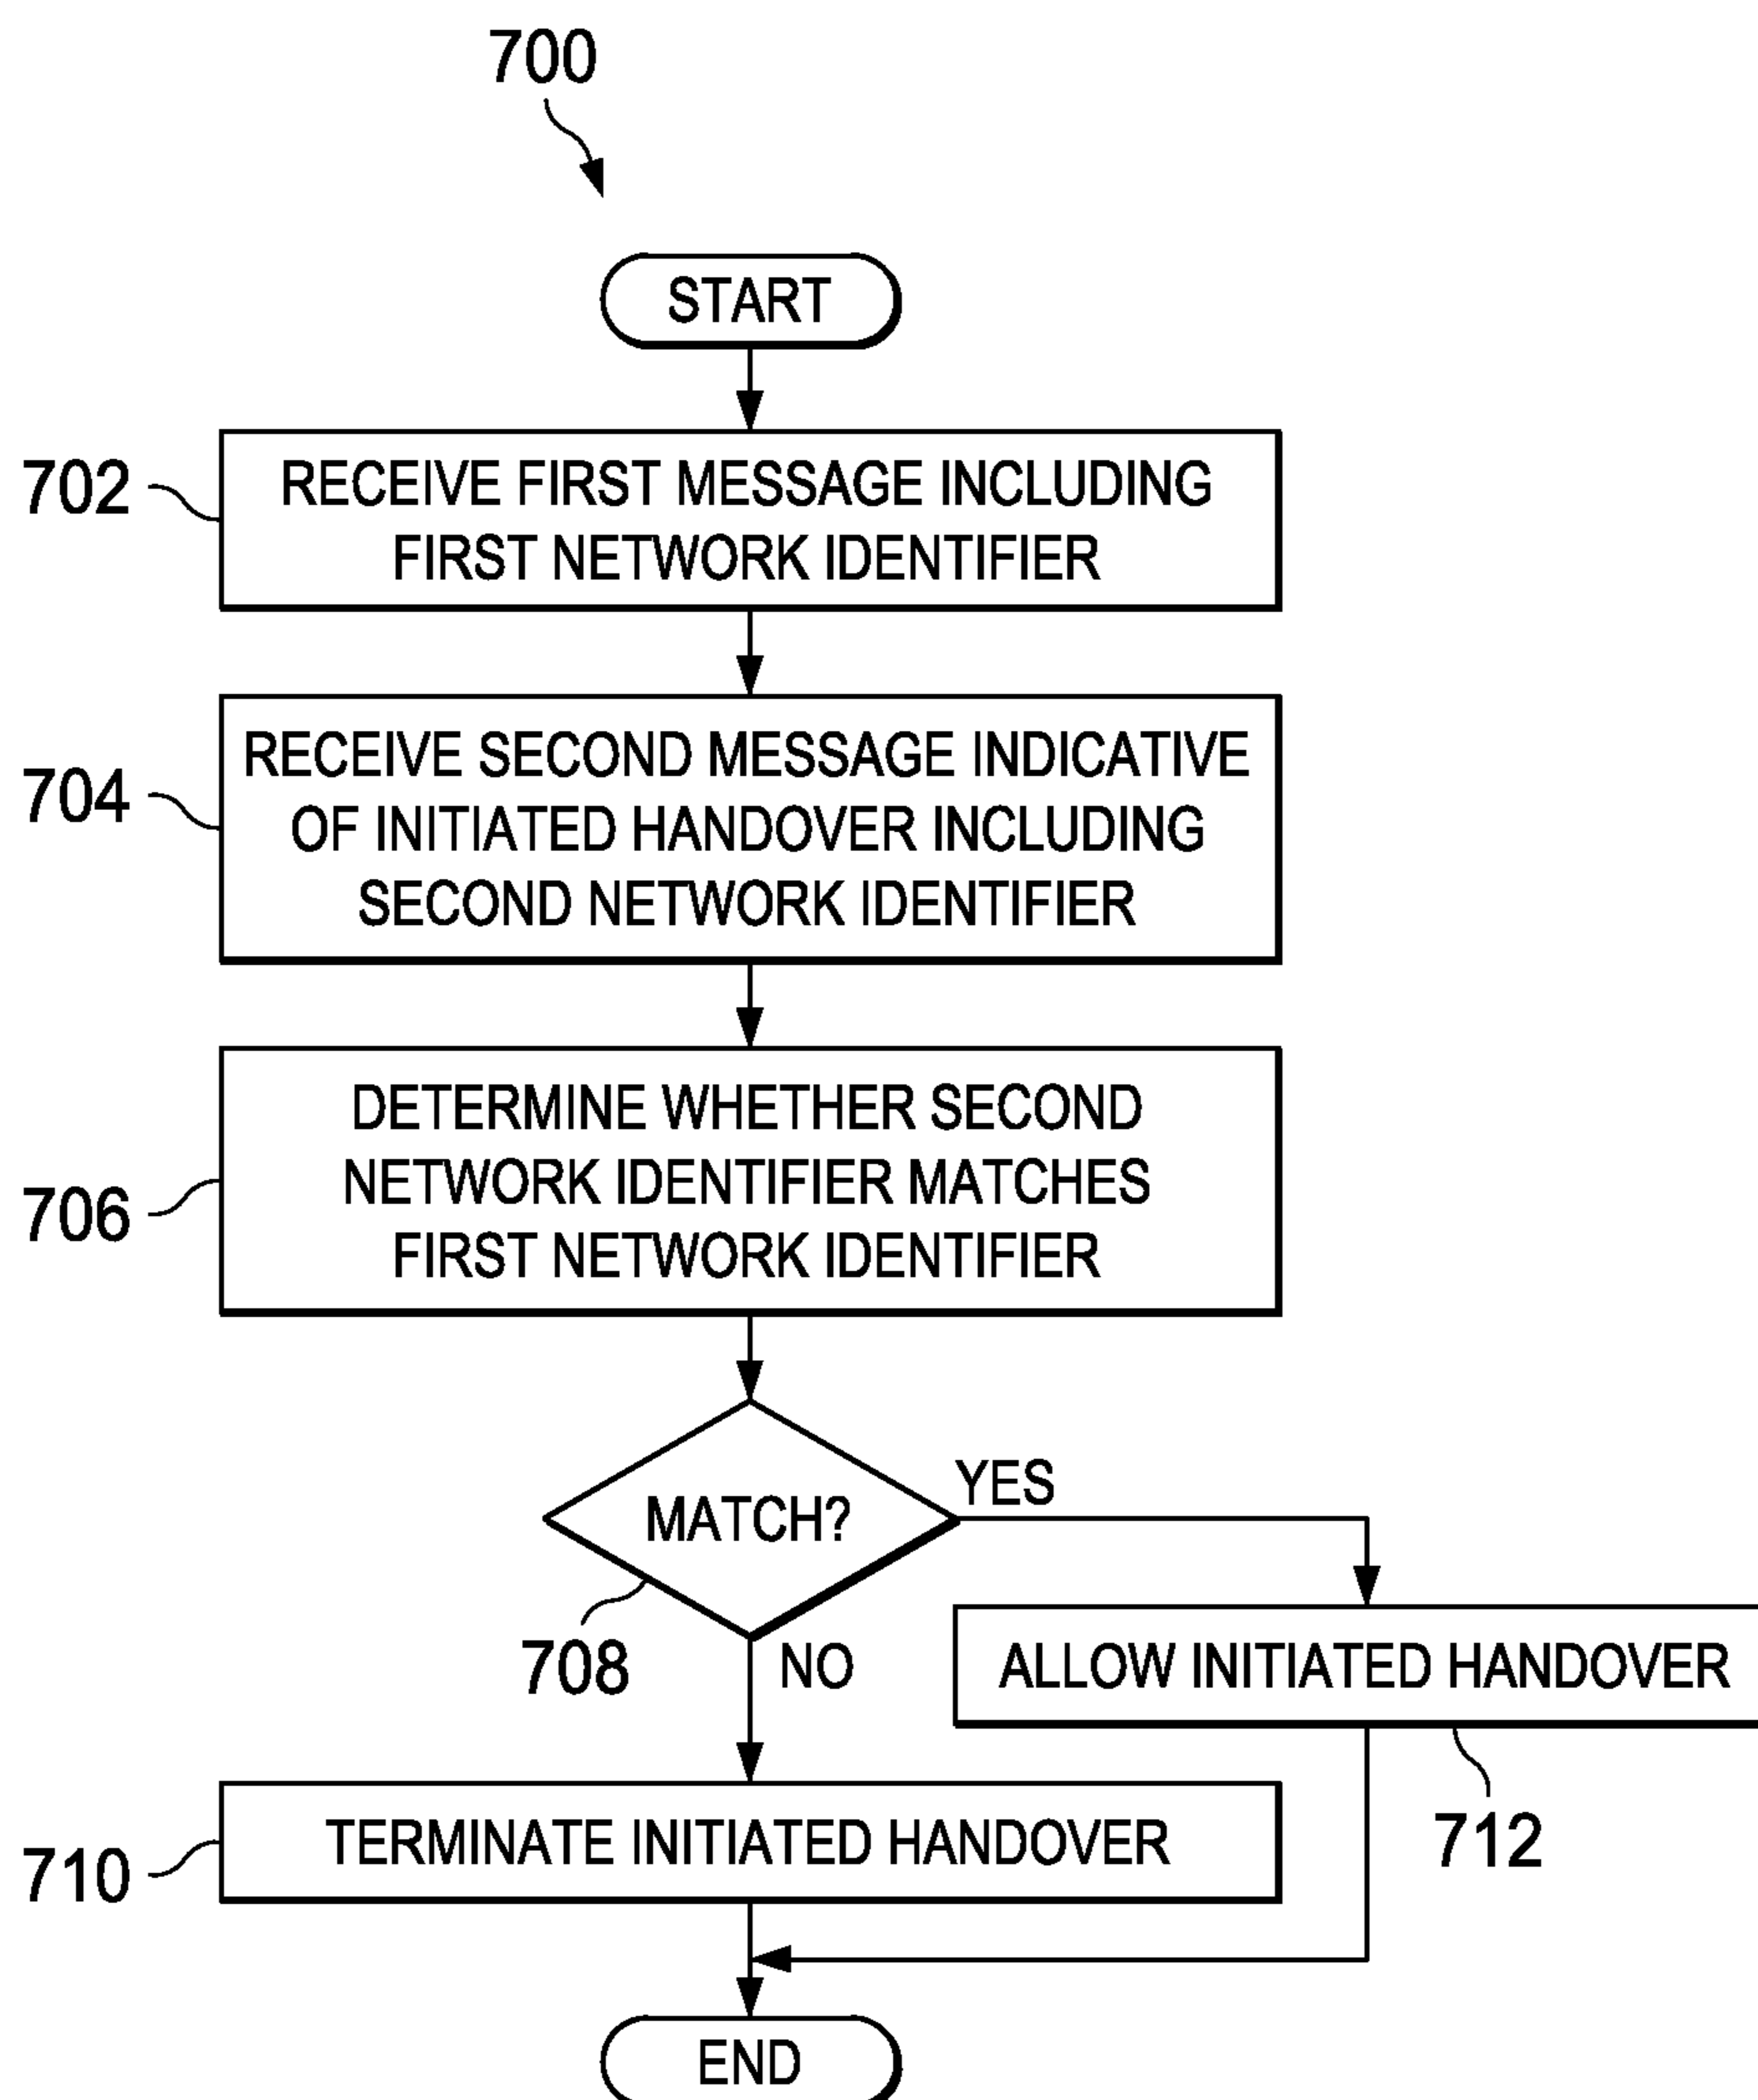 700
START
702
RECEIVE FIRST MESSAGE INCLUDING
FIRST NETWORK IDENTIFIER
704
RECEIVE SECOND MESSAGE INDICATIVE
OF INITIATED HANDOVER INCLUDING
SECOND NETWORK IDENTIFIER
706
DETERMINE WHETHER SECOND
NETWORK IDENTIFIER MATCHES
FIRST NETWORK IDENTIFIER
MATCH?
YES
708
NO
ALLOW INITIATED HANDOVER
712
710
TERMINATE INITIATED HANDOVER
END